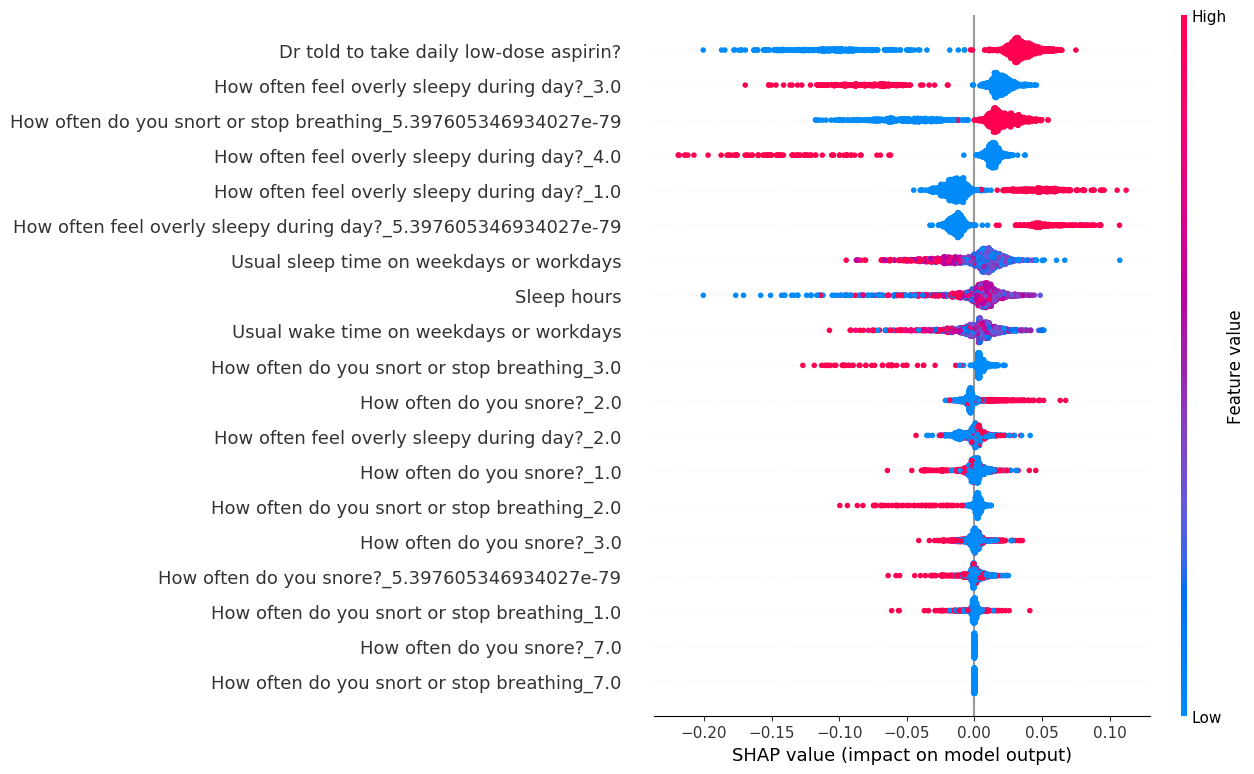 High
Dr told to take daily low-dose aspirin?
How often feel overly sleepy during day?_3.0
How often do you snort or stop breathing_5.397605346934027e-79
How often feel overly sleepy during day?_4.0
How often feel overly sleepy during day?_1.0
How often feel overly sleepy during day?_5.397605346934027e-79
Usual sleep time on weekdays or workdays
Sleep hours
Usual wake time on weekdays or workdays
How often do you snort or stop breathing_3.0
How often do you snore?_2.0
How often feel overly sleepy during day?_2.0
How often do you snore?_1.0
How often do you snort or stop breathing_2.0
How often do you snore?_3.0
How often do you snore?_5.397605346934027e-79
How often do you snort or stop breathing_1.0
How often do you snore?_7.0
How often do you snort or stop breathing_7.0
Feature value
Low
−0.20 −0.15 −0.10 −0.05 0.00 0.05 0.10
SHAP value (impact on model output)